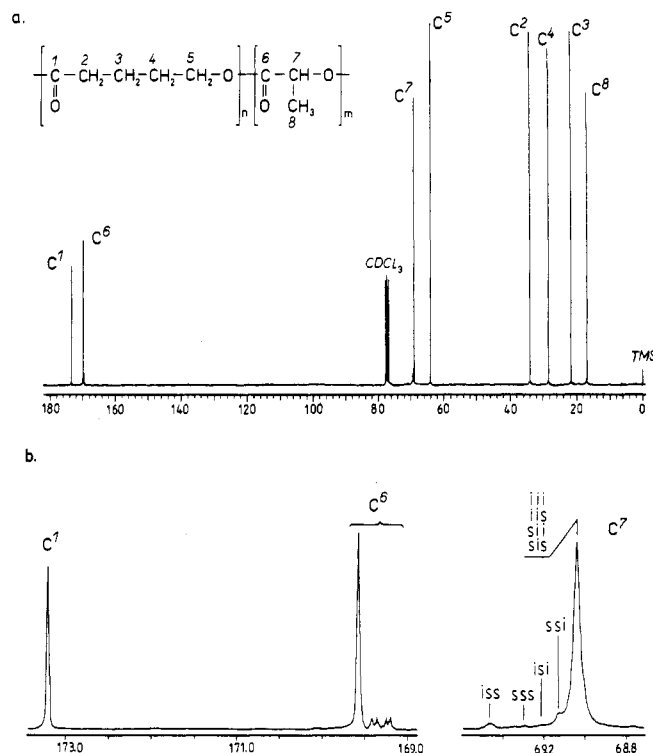 a.
1 2 3 4 5 6 7
C–CH₂–CH₂–CH₂–CH₂–O–C–CH–O
O O CH₃
8
n m
C¹
C⁶
CDCL₃
C⁷
C⁵
C²
C⁴
C³
C⁸
TMS
180 160 140 120 100 80 60 40 20 0
b.
C¹
C⁶
iii
iis
sii
sis
C⁷
iss
sss
isi
ssi
173.0 171.0 169.0 69.2 68.8